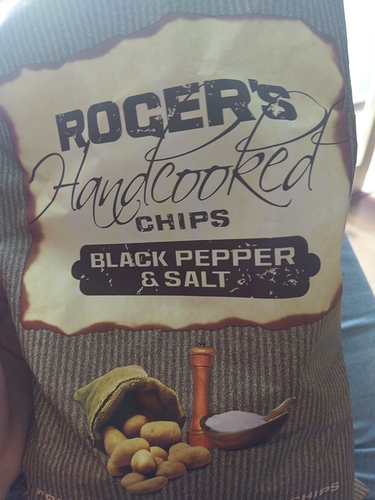 ROGER'S
Handcooked
CHIPS
BLACK PEPPER
& SALT